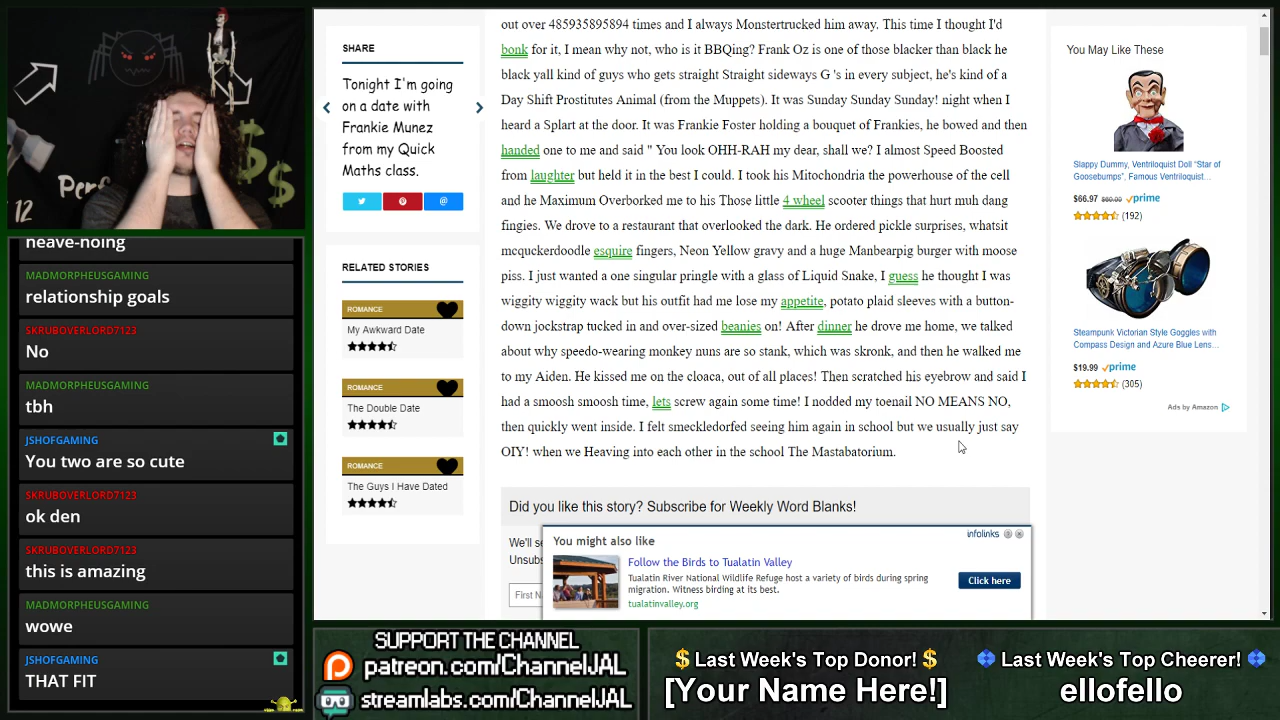 Perf
12
heave-hoing
MADMORPHEUSGAMING
relationship goals
SKRUBOVERLORD7123
No
MADMORPHEUSGAMING
tbh
JSHOFGAMING
You two are so cute
SKRUBOVERLORD7123
ok den
SKRUBOVERLORD7123
this is amazing
MADMORPHEUSGAMING
wowe
JSHOFGAMING
THAT FIT
SHARE
Tonight I'm going
on a date with
Frankie Munez
from my Quick
Maths class.
RELATED STORIES
ROMANCE
My Awkward Date
ROMANCE
The Double Date
ROMANCE
The Guys I Have Dated
out over 485935895894 times and I always Monstertrucked him away. This time I thought I'd
bonk for it, I mean why not, who is it BBQing? Frank Oz is one of those blacker than black he
black yall kind of guys who gets straight Straight sideways G 's in every subject, he's kind of a
Day Shift Prostitutes Animal (from the Muppets). It was Sunday Sunday Sunday! night when I
heard a Splart at the door. It was Frankie Foster holding a bouquet of Frankies, he bowed and then
handed one to me and said " You look OHH-RAH my dear, shall we? I almost Speed Boosted
from laughter but held it in the best I could. I took his Mitochondria the powerhouse of the cell
and he Maximum Overborked me to his Those little 4 wheel scooter things that hurt muh dang
fingies. We drove to a restaurant that overlooked the dark. He ordered pickle surprises, whatsit
mcquckerdoodle esquire fingers, Neon Yellow gravy and a huge Manbearpig burger with moose
piss. I just wanted a one singular pringle with a glass of Liquid Snake, I guess he thought I was
wiggity wiggity wack but his outfit had me lose my appetite, potato plaid sleeves with a button-
down jockstrap tucked in and over-sized beanies on! After dinner he drove me home, we talked
about why speedo-wearing monkey nuns are so stank, which was skronk, and then he walked me
to my Aiden. He kissed me on the cloaca, out of all places! Then scratched his eyebrow and said I
had a smoosh smoosh time, lets screw again some time! I nodded my toenail NO MEANS NO,
then quickly went inside. I felt smeckledorfed seeing him again in school but we usually just say
OIY! when we Heaving into each other in the school The Mastabatorium.
Did you like this story? Subscribe for Weekly Word Blanks!
We'll se
Unsubs
First N
infolinks
You might also like
Follow the Birds to Tualatin Valley
Tualatin River National Wildlife Refuge host a variety of birds during spring
migration. Witness birding at its best.
tualatinvalley.org
Click here
You May Like These
Slappy Dummy, Ventriloquist Doll "Star of
Goosebumps", Famous Ventriloquist…
$66.97 $69.99 prime
(192)
Steampunk Victorian Style Goggles with
Compass Design and Azure Blue Lens…
$19.99 prime
(305)
Ads by Amazon
SUPPORT THE CHANNEL
patreon.com/ChannelJAL
streamlabs.com/ChannelJAL
$ Last Week's Top Donor! $
[Your Name Here!]
Last Week's Top Cheerer!
ellofello